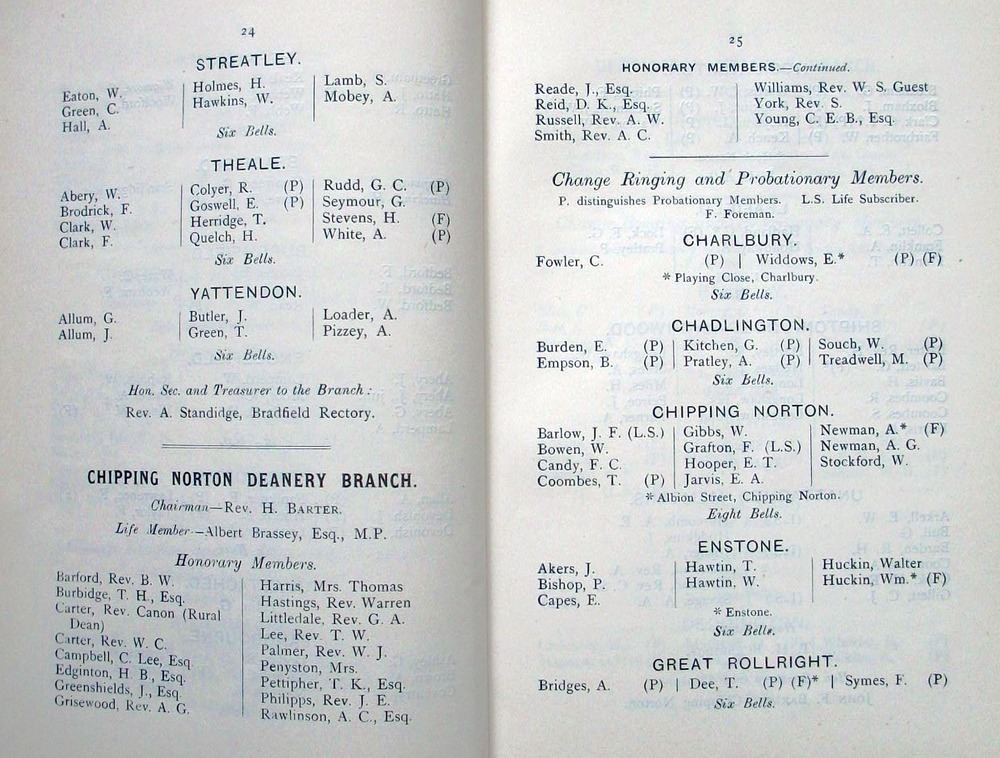 24
STREATLEY.
Eaton, W. | Holmes, H. | Lamb, S.
Green, C. | Hawkins, W. | Mobey, A.
Hall, A.
Six Bells.
THEALE.
Abery, W. | Colyer, R. (P) | Rudd, G. C. (P)
Brodrick, F. | Goswell, E. (P) | Seymour, G.
Clark, W. | Herridge, T. | Stevens, H. (F)
Clark, F. | Quelch, H. | White, A. (P)
Six Bells.
YATTENDON.
Allum, G. | Butler, J. | Loader, A.
Allum, J. | Green, T. | Pizzey, A.
Six Bells.
Hon. Sec. and Treasurer to the Branch:
Rev. A. Standidge, Bradfield Rectory.
CHIPPING NORTON DEANERY BRANCH.
Chairman—Rev. H. BARTER.
Life Member—Albert Brassey, Esq., M.P.
Honorary Members.
Barford, Rev. B. W.
Burbidge, T. H., Esq.
Carter, Rev. Canon (Rural
Dean)
Carter, Rev. W. C.
Campbell, C. Lee, Esq.
Edginton, H. B., Esq.
Greenshields, J., Esq.
Grisewood, Rev. A. G.
Harris, Mrs. Thomas
Hastings, Rev. Warren
Littledale, Rev. G. A.
Lee, Rev. T. W.
Palmer, Rev. W. J.
Penyston, Mrs.
Pettipher, T. K., Esq.
Philipps, Rev. J. E.
Rawlinson, A. C., Esq.
25
HONORARY MEMBERS.—Continued.
Reade, J., Esq. | Williams, Rev. W. S. Guest
Reid, D. K., Esq. | York, Rev. S.
Russell, Rev. A. W. | Young, C. E. B., Esq.
Smith, Rev. A. C.
Change Ringing and Probationary Members.
P. distinguishes Probationary Members. L.S. Life Subscriber.
F. Foreman.
CHARLBURY.
Fowler, C. (P) | Widdows, E.* (P) (F)
* Playing Close, Charlbury.
Six Bells.
CHADLINGTON.
Burden, E. (P) | Kitchen, G. (P) | Souch, W. (P)
Empson, B. (P) | Pratley, A. (P) | Treadwell, M. (P)
Six Bells.
CHIPPING NORTON.
Barlow, J. F. (L.S.) | Gibbs, W. | Newman, A.* (F)
Bowen, W. | Grafton, F. (L.S.) | Newman, A. G.
Candy, F. C. | Hooper, E. T. | Stockford, W.
Coombes, T. (P) | Jarvis, E. A.
* Albion Street, Chipping Norton.
Eight Bells.
ENSTONE.
Akers, J. | Hawtin, T. | Huckin, Walter
Bishop, P. | Hawtin. W. | Huckin, Wm.* (F)
Capes, E.
* Enstone.
Six Bells.
GREAT ROLLRIGHT.
Bridges, A. (P) | Dee, T. (P) (F)* | Symes, F. (P)
Six Bells.